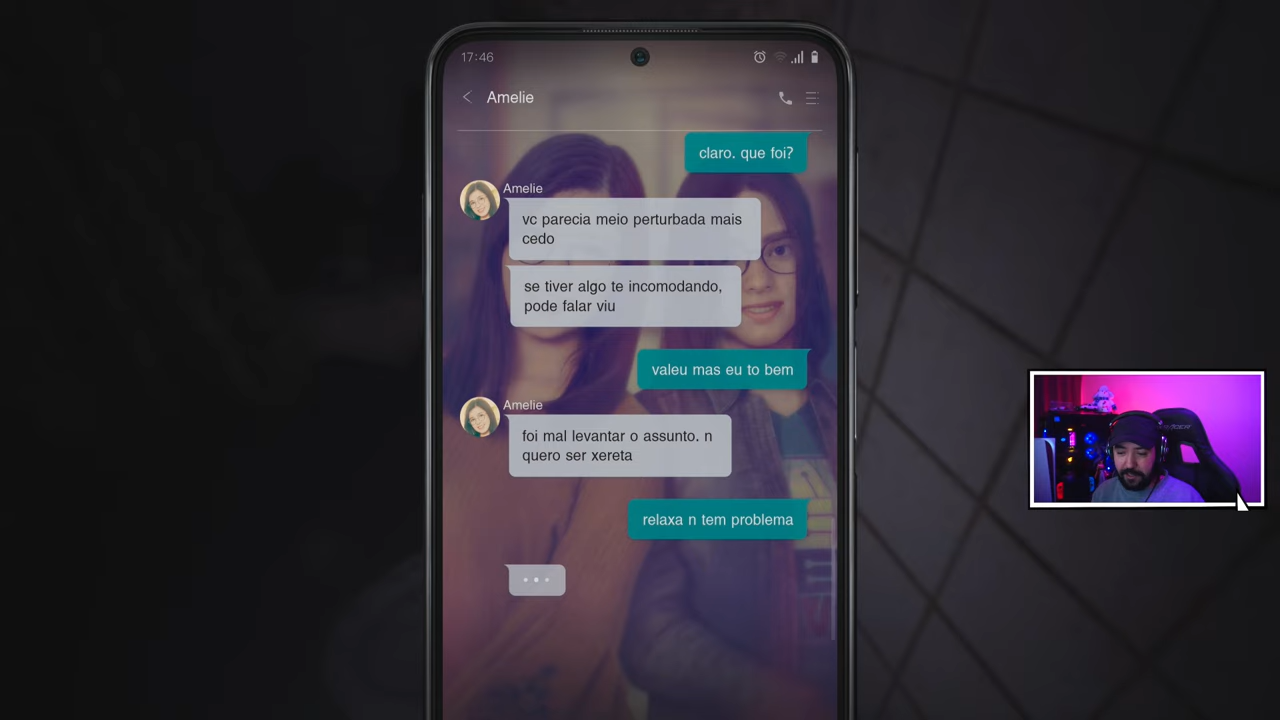 17:46
Amelie
claro. que foi?
Amelie
vc parecia meio perturbada mais
cedo
se tiver algo te incomodando,
pode falar viu
valeu mas eu to bem
Amelie
foi mal levantar o assunto. n
quero ser xereta
relaxa n tem problema